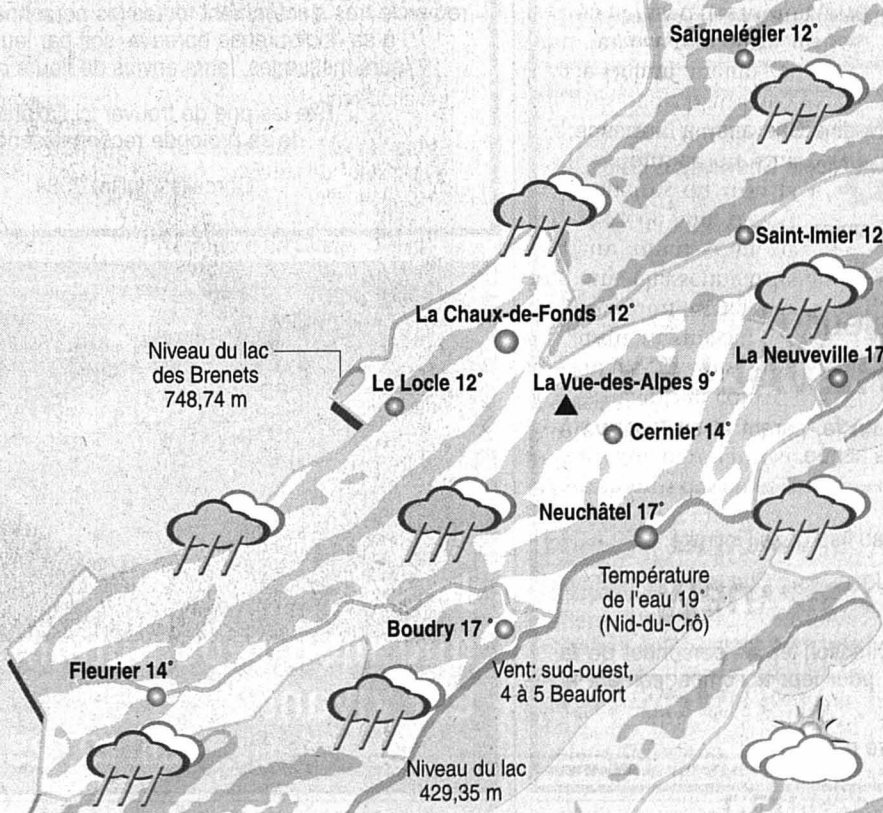 Saignelégier 12°
Saint-Imier 12
La Chaux-de-Fonds 12°
Niveau du lac
des Brenets
748,74 m
Le Locle 12°
La Vue-des-Alpes 9°
La Neuveville 17
Cernier 14°
Neuchâtel 17°
Température
de l'eau 19°
(Nid-du-Crô)
Boudry 17°
Vent: sud-ouest,
4 à 5 Beaufort
Fleurier 14°
Niveau du lac
429,35 m